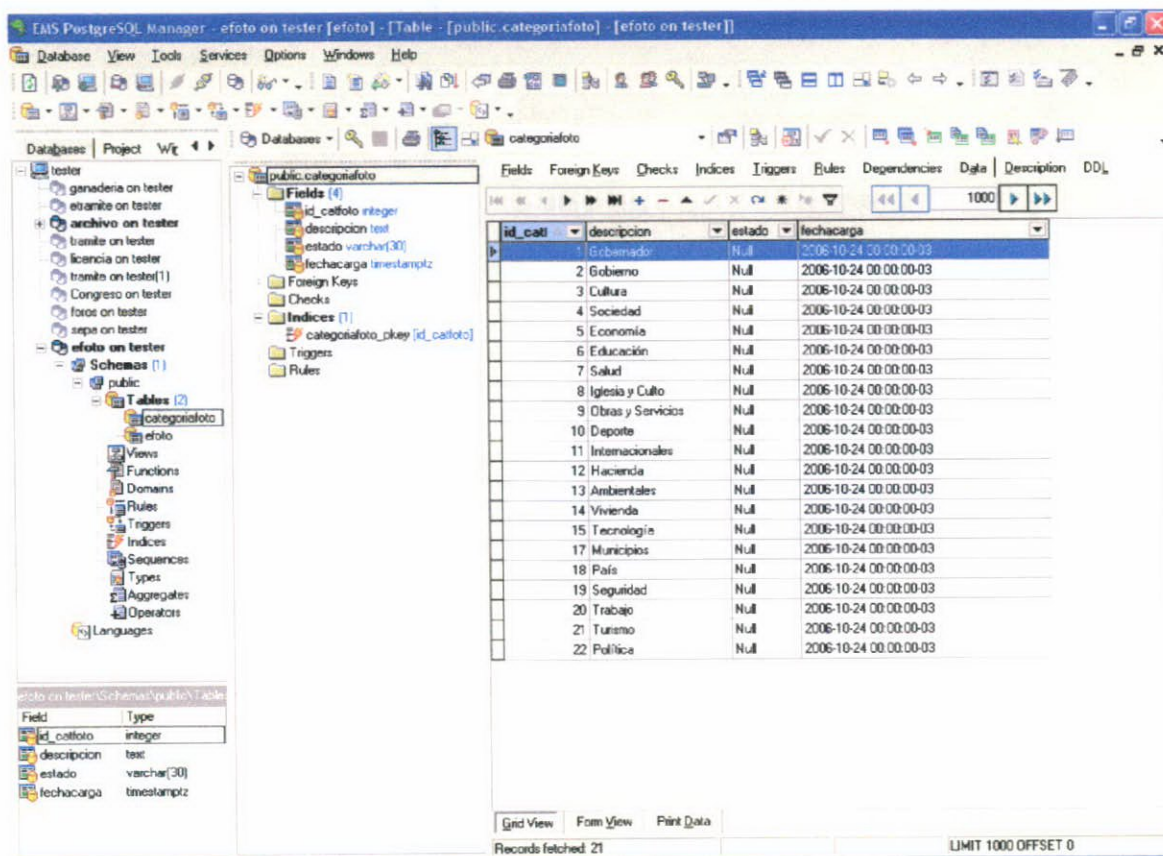 EMS PostgreSQL Manager - efoto on tester [efoto] - [Table - [public.categoriafoto] - [efoto on tester]]
Database View Tools Services Options Windows Help
Databases categoriafoto
Databases Project
Fields Foreign Keys Checks Indices Triggers Rules Dependencies Data Description DDL
1000
tester
ganaderia on tester
etramite on tester
archivo on tester
tramite on tester
licencia on tester
tramite on tester(1)
Congreso on tester
foros on tester
sepa on tester
efoto on tester
Schemas (1)
public
Tables (2)
categoriafoto
efoto
Views
Functions
Domains
Rules
Triggers
Indices
Sequences
Types
Aggregates
Operators
Languages
efoto on tester\Schemas\public\Table
Field Type
id_catfoto integer
descripcion text
estado varchar(30)
fechacarga timestamptz
public.categoriafoto
Fields (4)
id_catfoto integer
descripcion text
estado varchar(30)
fechacarga timestamptz
Foreign Keys
Checks
Indices (1)
categoriafoto_pkey [id_catfoto]
Triggers
Rules
id_catf descripcion estado fechacarga
1 Gobernador Null 2006-10-24 00:00:00-03
2 Gobierno Null 2006-10-24 00:00:00-03
3 Cultura Null 2006-10-24 00:00:00-03
4 Sociedad Null 2006-10-24 00:00:00-03
5 Economía Null 2006-10-24 00:00:00-03
6 Educación Null 2006-10-24 00:00:00-03
7 Salud Null 2006-10-24 00:00:00-03
8 Iglesia y Culto Null 2006-10-24 00:00:00-03
9 Obras y Servicios Null 2006-10-24 00:00:00-03
10 Deporte Null 2006-10-24 00:00:00-03
11 Internacionales Null 2006-10-24 00:00:00-03
12 Hacienda Null 2006-10-24 00:00:00-03
13 Ambientales Null 2006-10-24 00:00:00-03
14 Vivienda Null 2006-10-24 00:00:00-03
15 Tecnología Null 2006-10-24 00:00:00-03
17 Municipios Null 2006-10-24 00:00:00-03
18 País Null 2006-10-24 00:00:00-03
19 Seguridad Null 2006-10-24 00:00:00-03
20 Trabajo Null 2006-10-24 00:00:00-03
21 Turismo Null 2006-10-24 00:00:00-03
22 Política Null 2006-10-24 00:00:00-03
Grid View Form View Print Data
Records fetched: 21 LIMIT 1000 OFFSET 0